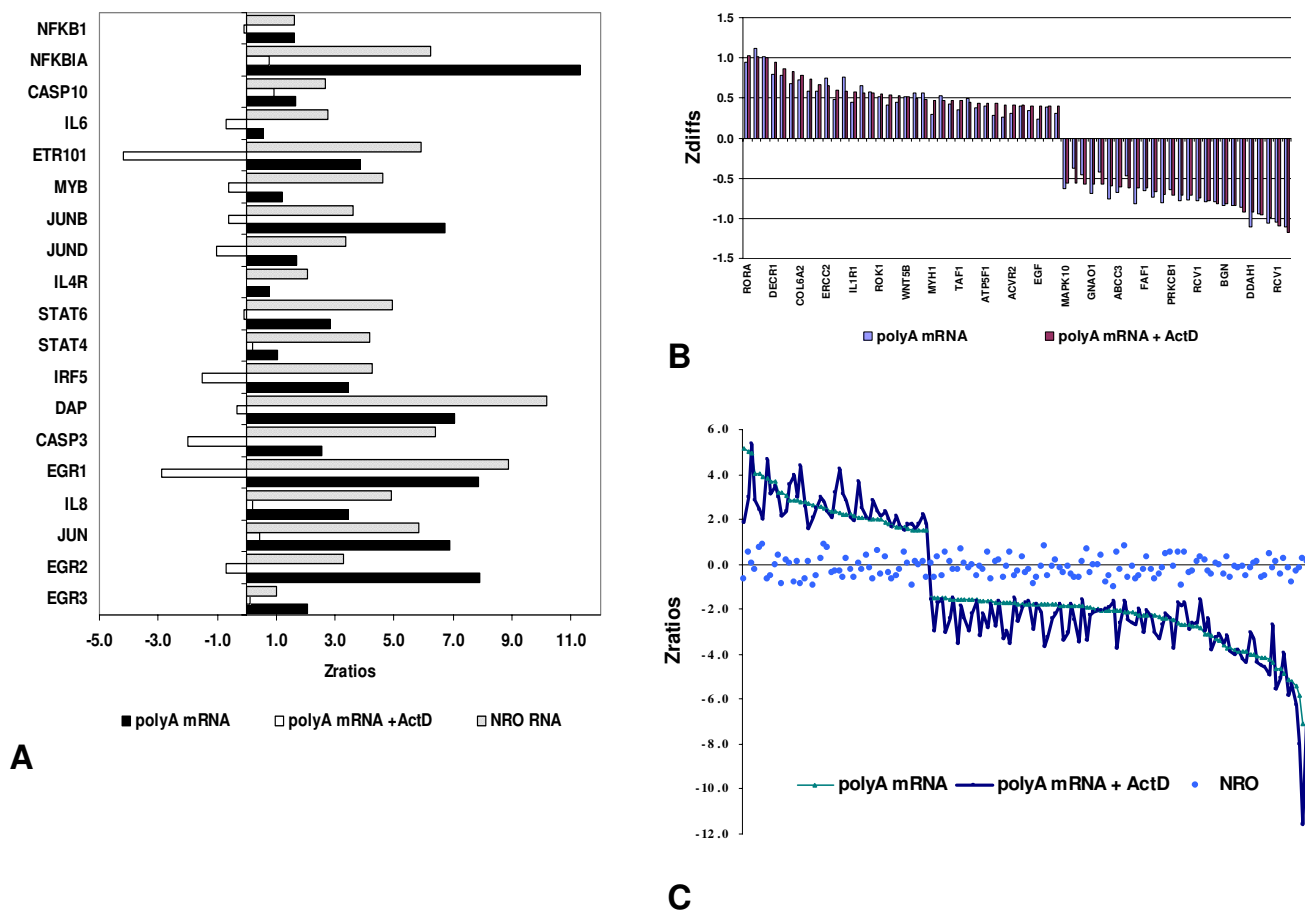 NFKB1
NFKBIA
CASP10
IL6
ETR101
MYB
JUNB
JUND
IL4R
STAT6
STAT4
IRF5
DAP
CASP3
EGR1
IL8
JUN
EGR2
EGR3
-5.0 -3.0 -1.0 1.0 3.0 5.0 7.0 9.0 11.0
Zratios
polyA mRNA polyA mRNA +ActD NRO RNA
A
1.5
1.0
0.5
0.0
-0.5
-1.0
-1.5
Zdiffs
RORA DECR1 COL6A2 ERCC2 IL1R1 ROK1 WNT5B MYH1 TAF1 ATP5F1 ACVR2 EGF MAPK10 GNAO1 ABCC3 FAF1 PRKCB1 RCV1 BGN DDAH1 RCV1
polyA mRNA polyA mRNA + ActD
B
6.0
4.0
2.0
0.0
-2.0
-4.0
-6.0
-8.0
-10.0
-12.0
Zratios
polyA mRNA polyA mRNA + ActD NRO
C